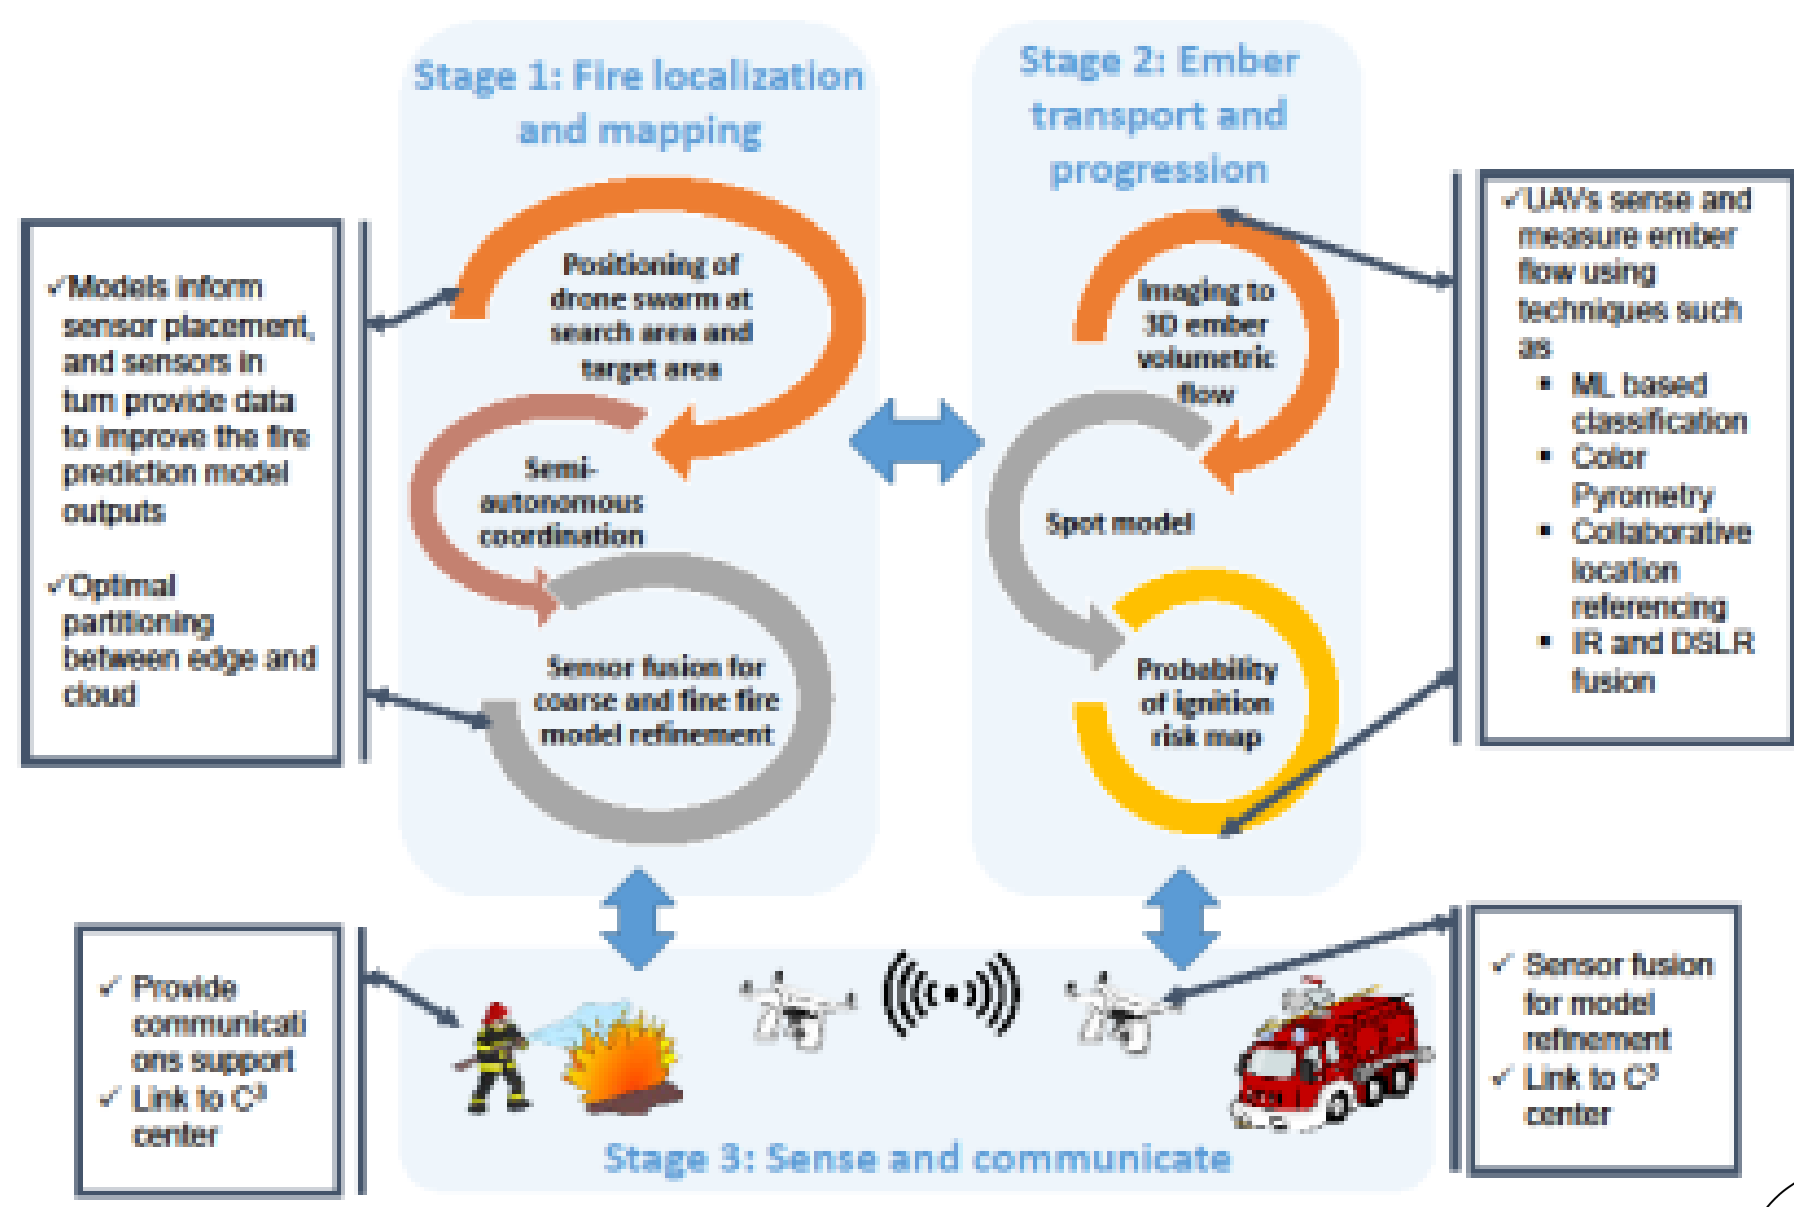 Stage 1: Fire localization
and mapping
Positioning of
drone swarm at
search area and
target area
Semi-
autonomous
coordination
Sensor fusion for
coarse and fine fire
model refinement
Stage 2: Ember
transport and
progression
Imaging to
3D ember
volumetric
flow
Spot model
Probability
of ignition
risk map
✓Models inform
sensor placement,
and sensors in
turn provide data
to improve the fire
prediction model
outputs
✓Optimal
partitioning
between edge and
cloud
✓UAVs sense and
measure ember
flow using
techniques such
as
▪ ML based
classification
▪ Color
Pyrometry
▪ Collaborative
location
referencing
▪ IR and DSLR
fusion
✓ Provide
communicati
ons support
✓ Link to C³
center
✓ Sensor fusion
for model
refinement
✓ Link to C³
center
Stage 3: Sense and communicate